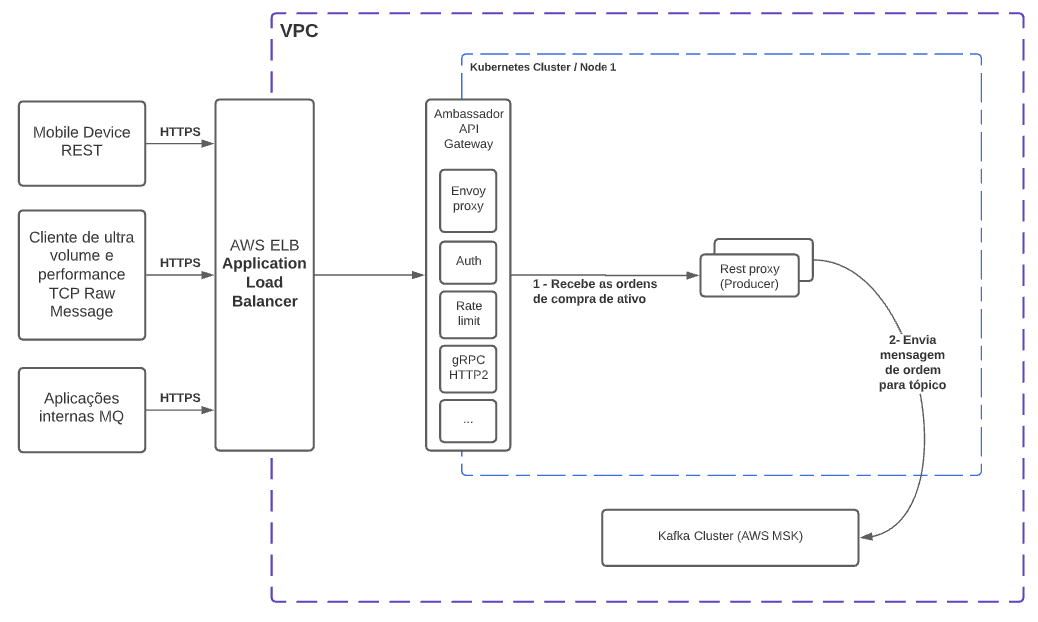 VPC
Kubernetes Cluster / Node 1
Mobile Device
REST
HTTPS
Cliente de ultra
volume e
performance
TCP Raw
Message
HTTPS
Aplicações
internas MQ
HTTPS
AWS ELB
Application
Load
Balancer
Ambassador
API
Gateway
Envoy
proxy
Auth
Rate
limit
gRPC
HTTP2
...
1 - Recebe as ordens
de compra de ativo
Rest proxy
(Producer)
2- Envia
mensagem
de ordem
para tópico
Kafka Cluster (AWS MSK)